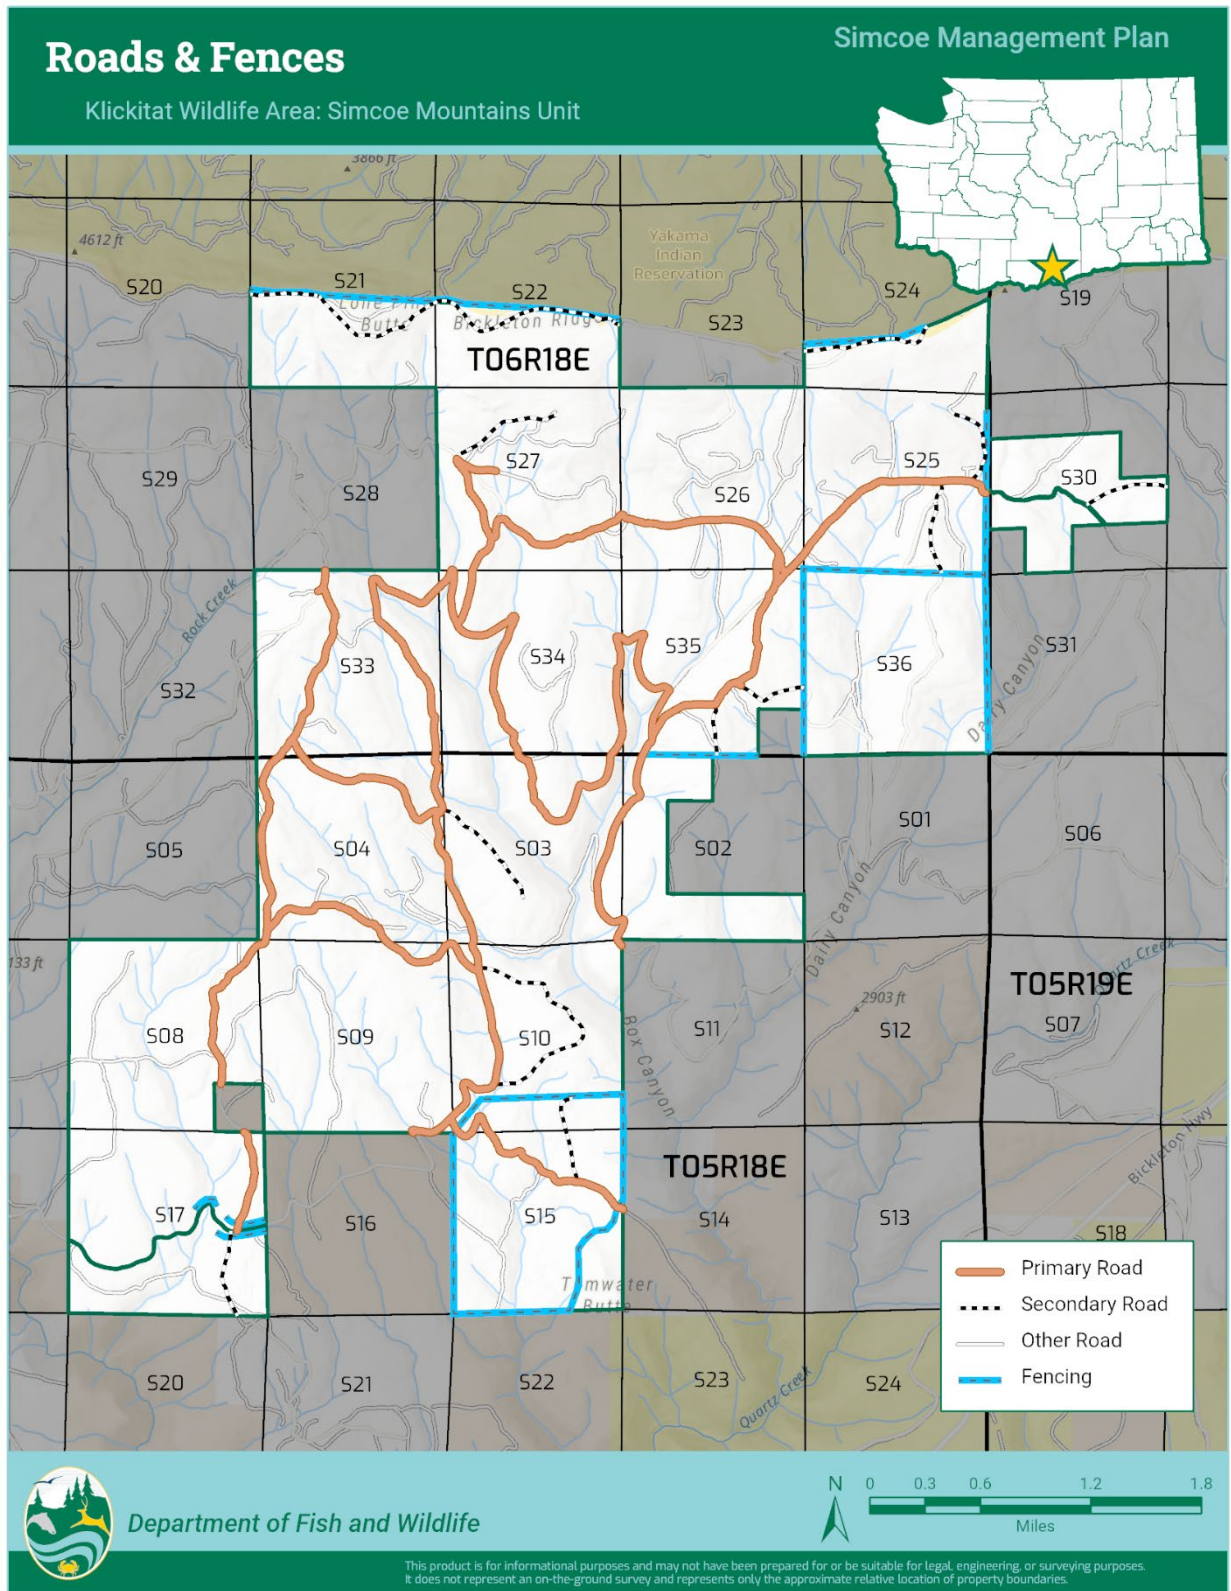 Roads & Fences
Simcoe Management Plan
Klickitat Wildlife Area: Simcoe Mountains Unit
3866 ft
4612 ft
Yakama
Indian
Reservation
S20
S21
S22
S23
S24
S19
Lone Pine
Butte
Bickleton Ridge
T06R18E
S29
S28
S27
S26
S25
S30
Rock Creek
S32
S33
S34
S35
S36
S31
Dairy Canyon
S05
S04
S03
S02
S01
S06
Dairy Canyon
133 ft
Quartz Creek
T05R19E
2903 ft
S08
S09
S10
S11
S12
S07
Box Canyon
Bickleton Hwy
T05R18E
S17
S16
S15
S14
S13
S18
Tumwater
Butte
Primary Road
Secondary Road
Other Road
Fencing
S20
S21
S22
S23
S24
Quartz Creek
Department of Fish and Wildlife
N
0 0.3 0.6 1.2 1.8
Miles
This product is for informational purposes and may not have been prepared for or be suitable for legal, engineering, or surveying purposes.
It does not represent an on-the-ground survey and represents only the approximate relative location of property boundaries.